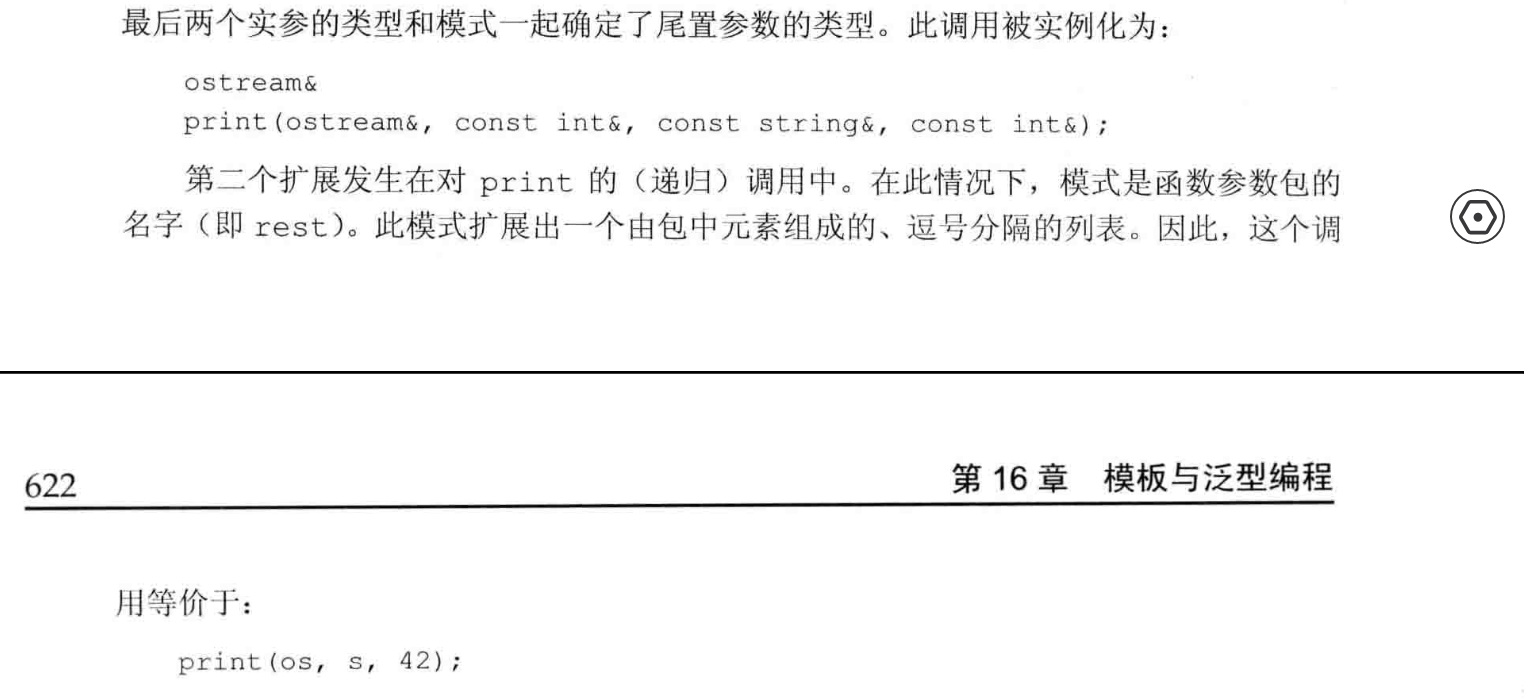 最后两个实参的类型和模式一起确定了尾置参数的类型。此调用被实例化为：
ostream&
print(ostream&, const int&, const string&, const int&);
第二个扩展发生在对 print 的（递归）调用中。在此情况下，模式是函数参数包的
名字（即 rest）。此模式扩展出一个由包中元素组成的、逗号分隔的列表。因此，这个调
622
第 16 章 模板与泛型编程
用等价于：
print(os, s, 42);